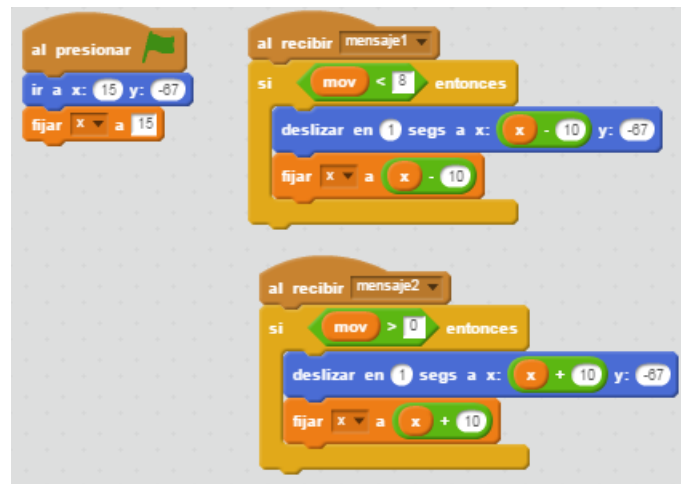 al presionar
ir a x: 15 y: -67
fijar x a 15
al recibir mensaje1
si mov < 8 entonces
deslizar en 1 segs a x: x - 10 y: -67
fijar x a x - 10
al recibir mensaje2
si mov > 0 entonces
deslizar en 1 segs a x: x + 10 y: -67
fijar x a x + 10